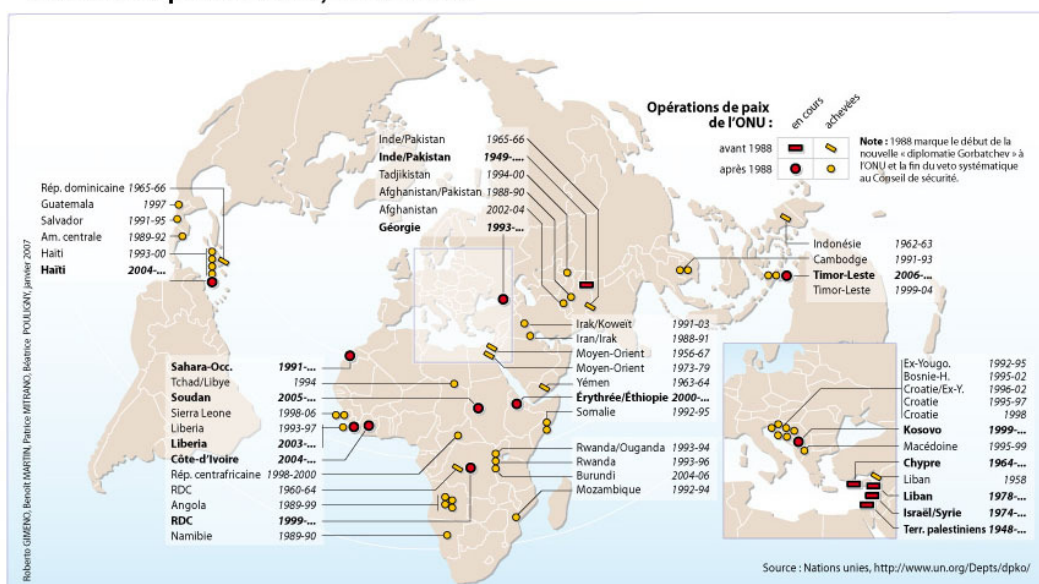 Opérations de paix
de l'ONU :
en cours
achevées
avant 1988
après 1988
Note : 1988 marque le début de la
nouvelle « diplomatie Gorbatchev » à
l'ONU et la fin du veto systématique
au Conseil de sécurité.
Inde/Pakistan 1965-66
Inde/Pakistan 1949-....
Tadjikistan 1994-00
Afghanistan/Pakistan 1988-90
Afghanistan 2002-04
Géorgie 1993-...
Rép. dominicaine 1965-66
Guatemala 1997
Salvador 1991-95
Am. centrale 1989-92
Haiti 1993-00
Haïti 2004-...
Indonésie 1962-63
Cambodge 1991-93
Timor-Leste 2006-...
Timor-Leste 1999-04
Irak/Koweït 1991-03
Iran/Irak 1988-91
Moyen-Orient 1956-67
Moyen-Orient 1973-79
Yémen 1963-64
Érythrée/Éthiopie 2000-...
Somalie 1992-95
Sahara-Occ. 1991-...
Tchad/Libye 1994
Soudan 2005-...
Sierra Leone 1998-06
Liberia 1993-97
Liberia 2003-...
Côte-d'Ivoire 2004-...
Rép. centrafricaine 1998-2000
RDC 1960-64
Angola 1989-99
RDC 1999-...
Namibie 1989-90
Rwanda/Ouganda 1993-94
Rwanda 1993-96
Burundi 2004-06
Mozambique 1992-94
Ex-Yougo. 1992-95
Bosnie-H. 1995-02
Croatie/Ex-Y. 1996-02
Croatie 1995-97
Croatie 1998
Kosovo 1999-...
Macédoine 1995-99
Chypre 1964-...
Liban 1958
Liban 1978-...
Israël/Syrie 1974-...
Terr. palestiniens 1948-...
Source : Nations unies, http://www.un.org/Depts/dpko/
Roberto GIMENO, Benoît MARTIN, Patrice MITRANO, Béatrice POULIGNY, janvier 2007